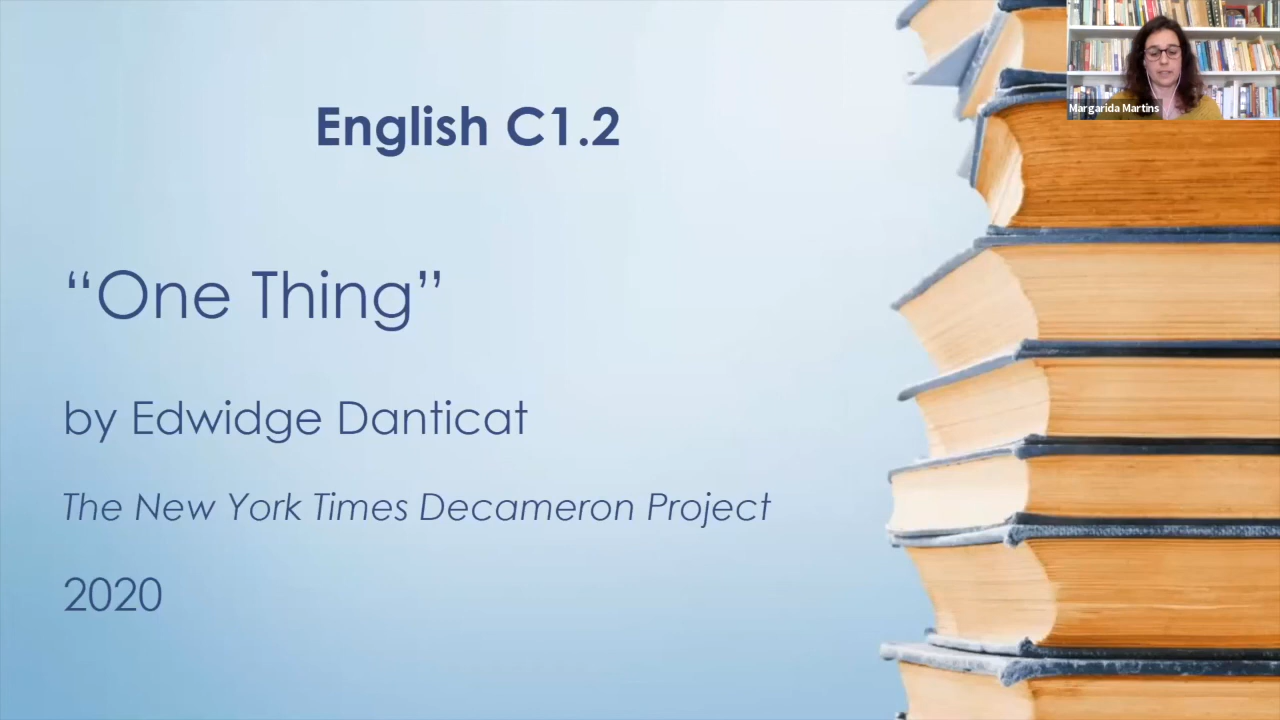 English C1.2
“One Thing”
by Edwidge Danticat
The New York Times Decameron Project
2020
Margarida Martins